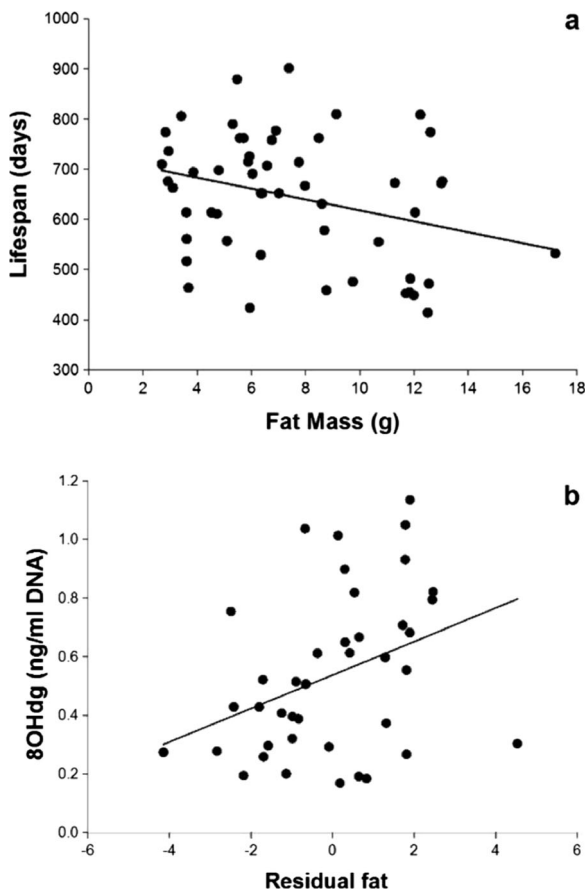 a
1000
900
800
700
600
500
400
300
Lifespan (days)
0 2 4 6 8 10 12 14 16 18
Fat Mass (g)
b
1.2
1.0
0.8
0.6
0.4
0.2
0.0
8OHdg (ng/ml DNA)
-6 -4 -2 0 2 4 6
Residual fat